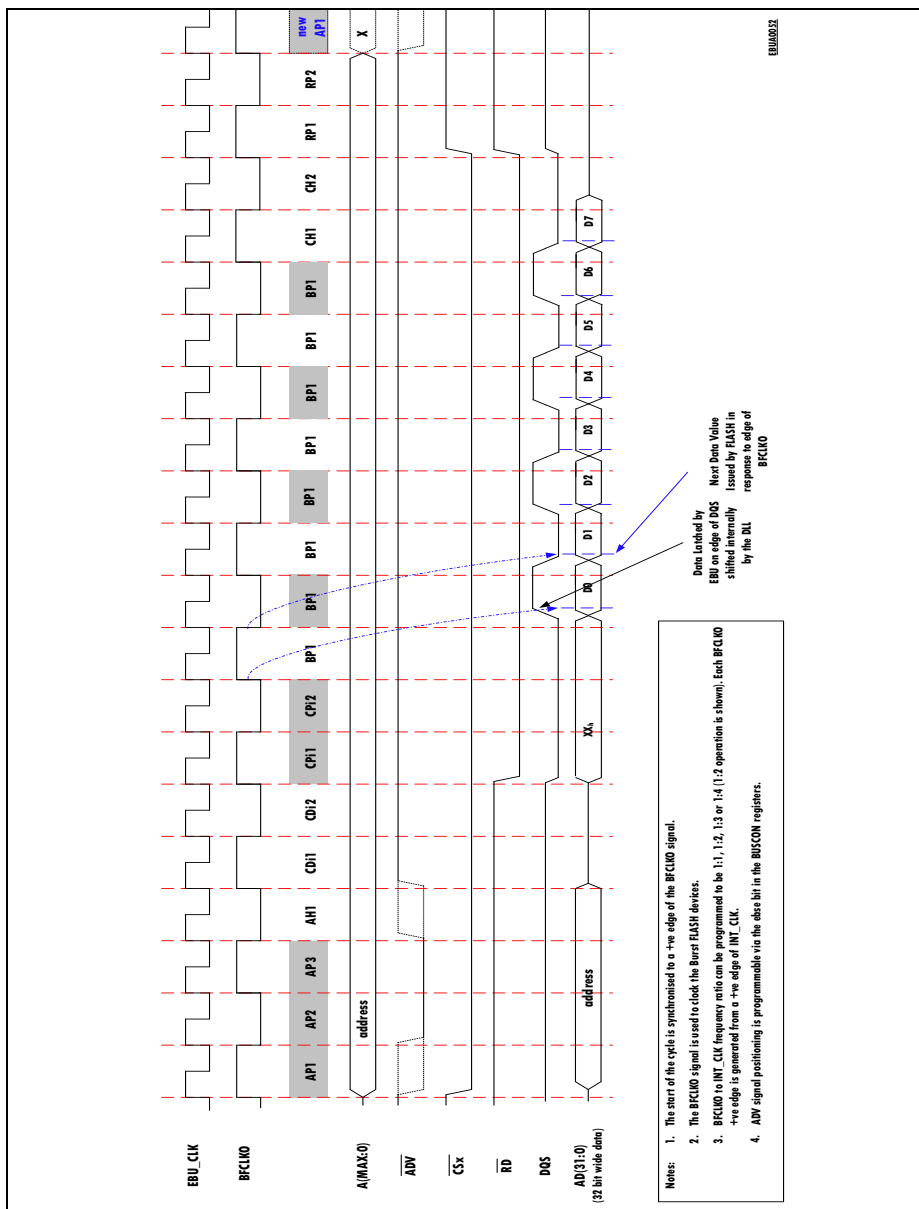 EBU_CLK
BFCLKO
AP1 AP2 AP3 AH1 CDi1 CDi2 CPi1 CPi2 BP1 BP1 BP1 BP1 BP1 BP1 BP1 BP1 CH1 CH2 RP1 RP2 new AP1
A(MAX:0) address X
ADV
CSx
RD
DQS
AD(31:0) address XXh D0 D1 D2 D3 D4 D5 D6 D7
(32 bit wide data)
Data Latched by
EBU on edge of DQS
shifted internally
by the DLL
Next Data Value
Issued by FLASH in
response to edge of
BFCLKO
Notes: 1. The start of the cycle is synchronised to a +ve edge of the BFCLKO signal.
2. The BFCLKO signal is used to clock the Burst FLASH devices.
3. BFCLKO to INT_CLK frequency ratio can be programmed to be 1:1, 1:2, 1:3 or 1:4 (1:2 operation is shown). Each BFCLKO
+ve edge is generated from a +ve edge of INT_CLK.
4. ADV signal positioning is programmable via the ebse bit in the BUSCON registers.
EBUA0052